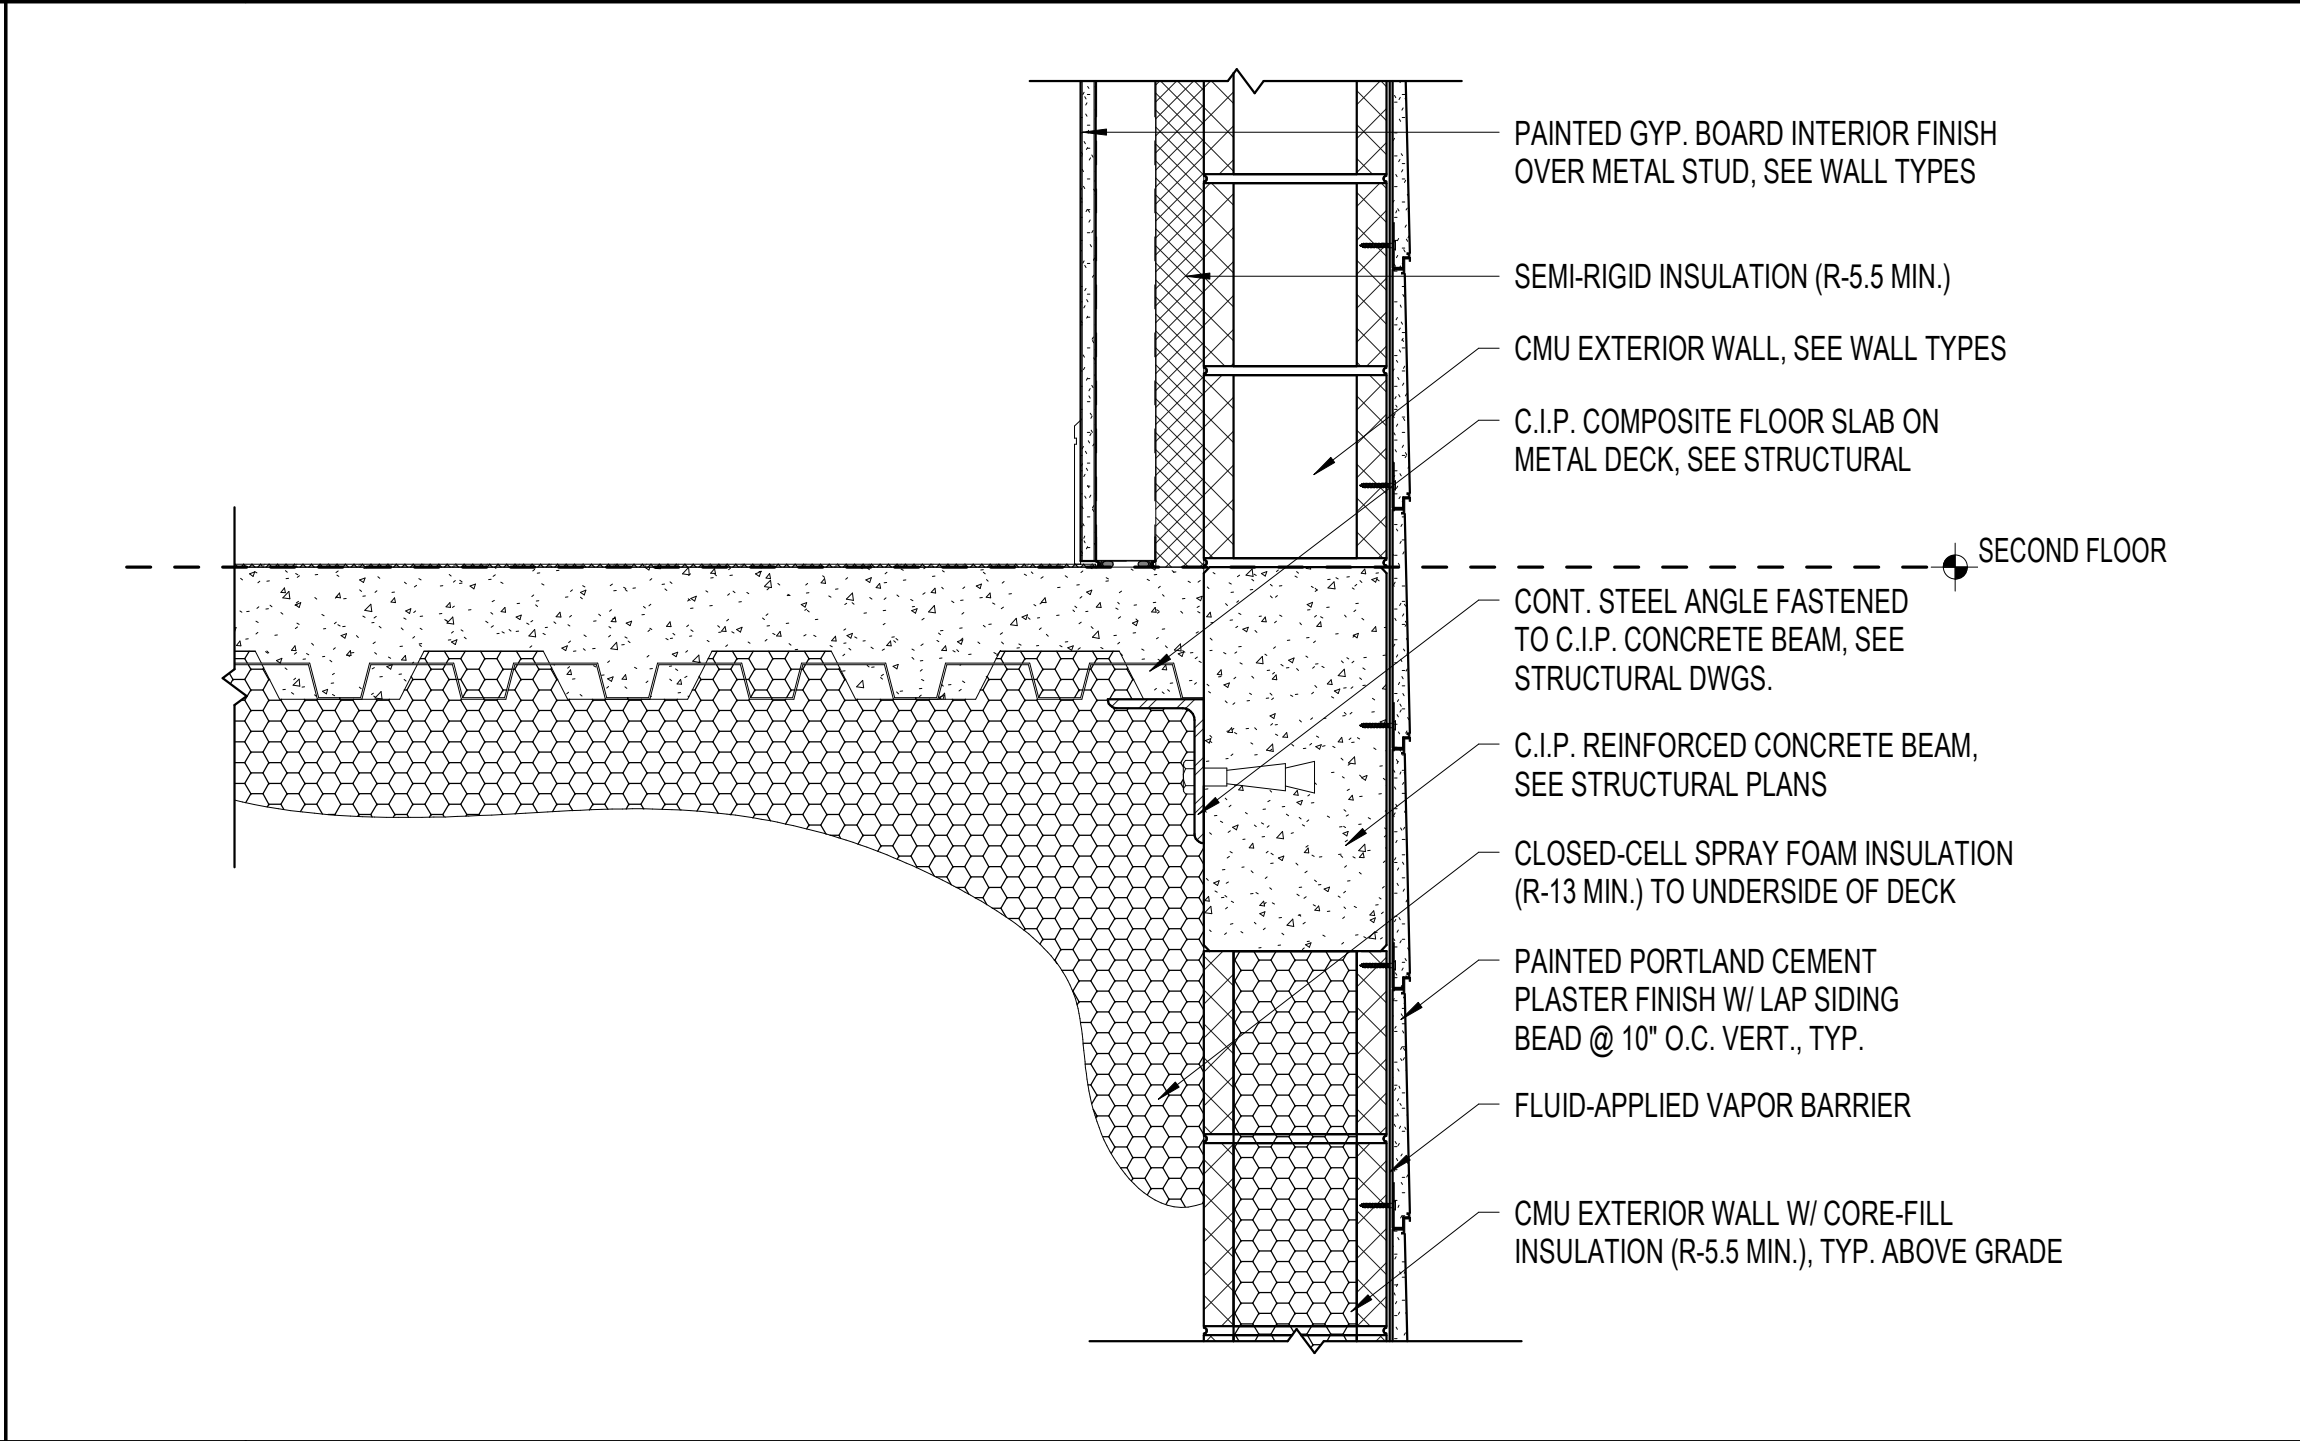 PAINTED GYP. BOARD INTERIOR FINISH
OVER METAL STUD, SEE WALL TYPES
SEMI-RIGID INSULATION (R-5.5 MIN.)
CMU EXTERIOR WALL, SEE WALL TYPES
C.I.P. COMPOSITE FLOOR SLAB ON
METAL DECK, SEE STRUCTURAL
SECOND FLOOR
CONT. STEEL ANGLE FASTENED
TO C.I.P. CONCRETE BEAM, SEE
STRUCTURAL DWGS.
C.I.P. REINFORCED CONCRETE BEAM,
SEE STRUCTURAL PLANS
CLOSED-CELL SPRAY FOAM INSULATION
(R-13 MIN.) TO UNDERSIDE OF DECK
PAINTED PORTLAND CEMENT
PLASTER FINISH W/ LAP SIDING
BEAD @ 10" O.C. VERT., TYP.
FLUID-APPLIED VAPOR BARRIER
CMU EXTERIOR WALL W/ CORE-FILL
INSULATION (R-5.5 MIN.), TYP. ABOVE GRADE